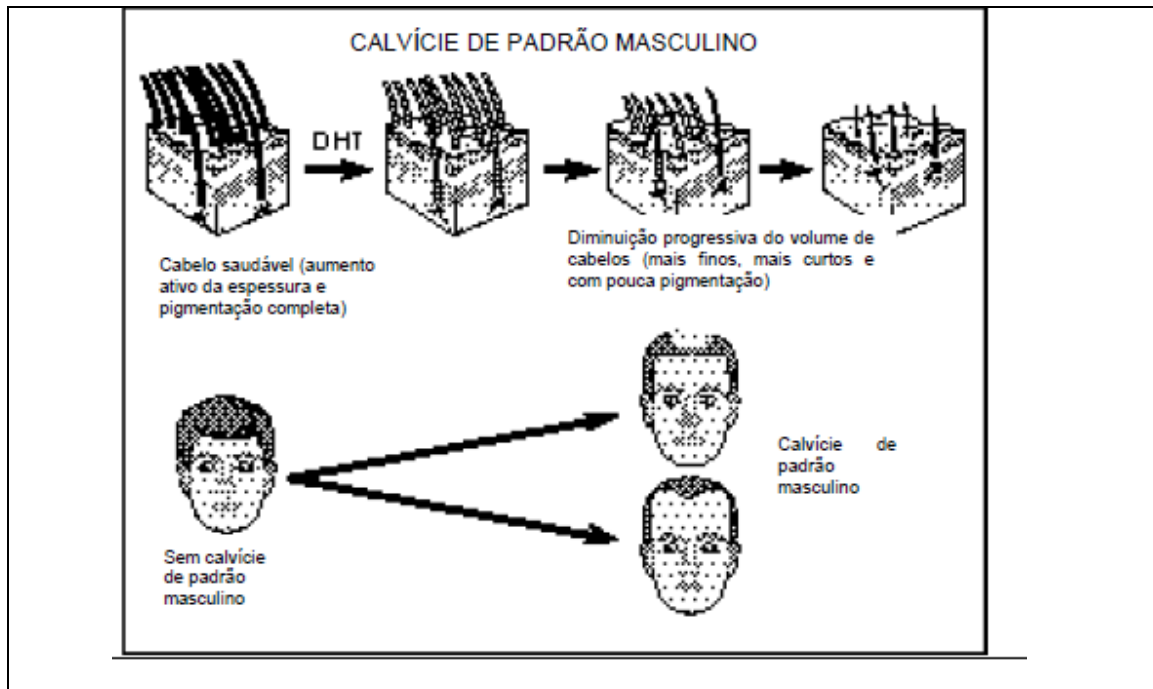 CALVÍCIE DE PADRÃO MASCULINO
DHT
Cabelo saudável (aumento
ativo da espessura e
pigmentação completa)
Diminuição progressiva do volume de
cabelos (mais finos, mais curtos e
com pouca pigmentação)
Sem calvície
de padrão
masculino
Calvície de
padrão
masculino